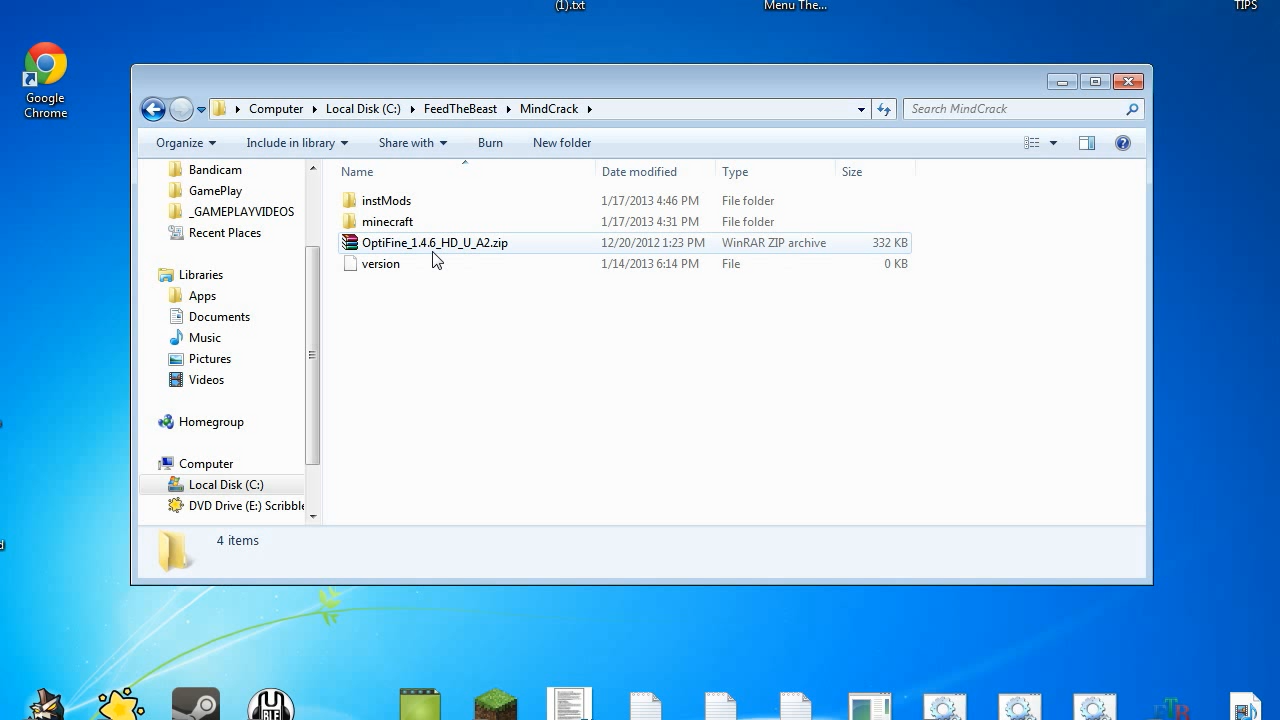 (1).txt
Menu The...
TIPS
Google
Chrome
Computer
Local Disk (C:)
FeedTheBeast
MindCrack
Search MindCrack
Organize
Include in library
Share with
Burn
New folder
Bandicam
GamePlay
_GAMEPLAYVIDEOS
Recent Places
Libraries
Apps
Documents
Music
Pictures
Videos
Homegroup
Computer
Local Disk (C:)
DVD Drive (E:) Scribble
Name Date modified Type Size
instMods 1/17/2013 4:46 PM File folder
minecraft 1/17/2013 4:31 PM File folder
OptiFine_1.4.6_HD_U_A2.zip 12/20/2012 1:23 PM WinRAR ZIP archive 332 KB
version 1/14/2013 6:14 PM File 0 KB
4 items